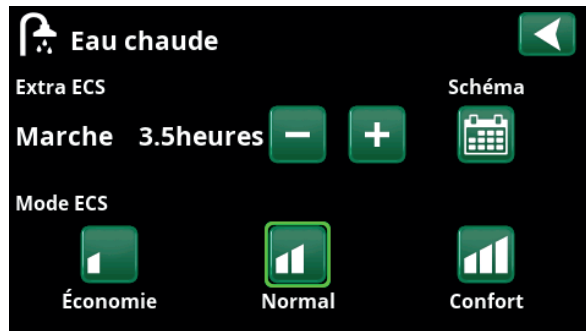 Eau chaude
Extra ECS
Schéma
Marche 3.5heures
Mode ECS
Économie Normal Confort